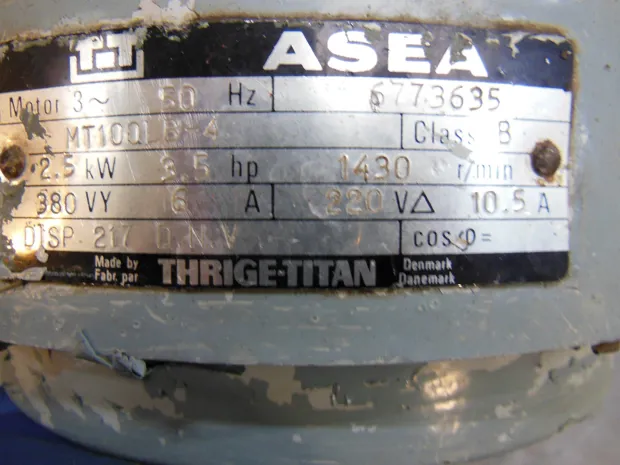 TT ASEA
Motor 3~ 50 Hz 6773635
MT100LB-4 Class B
2.5 kW 3.5 hp 1430 r/min
380 VY 6 A 220 V∆ 10.5 A
DISP. 217 D.N.V. cos φ=
Made by THRIGE-TITAN Denmark
Fabr. par Danemark